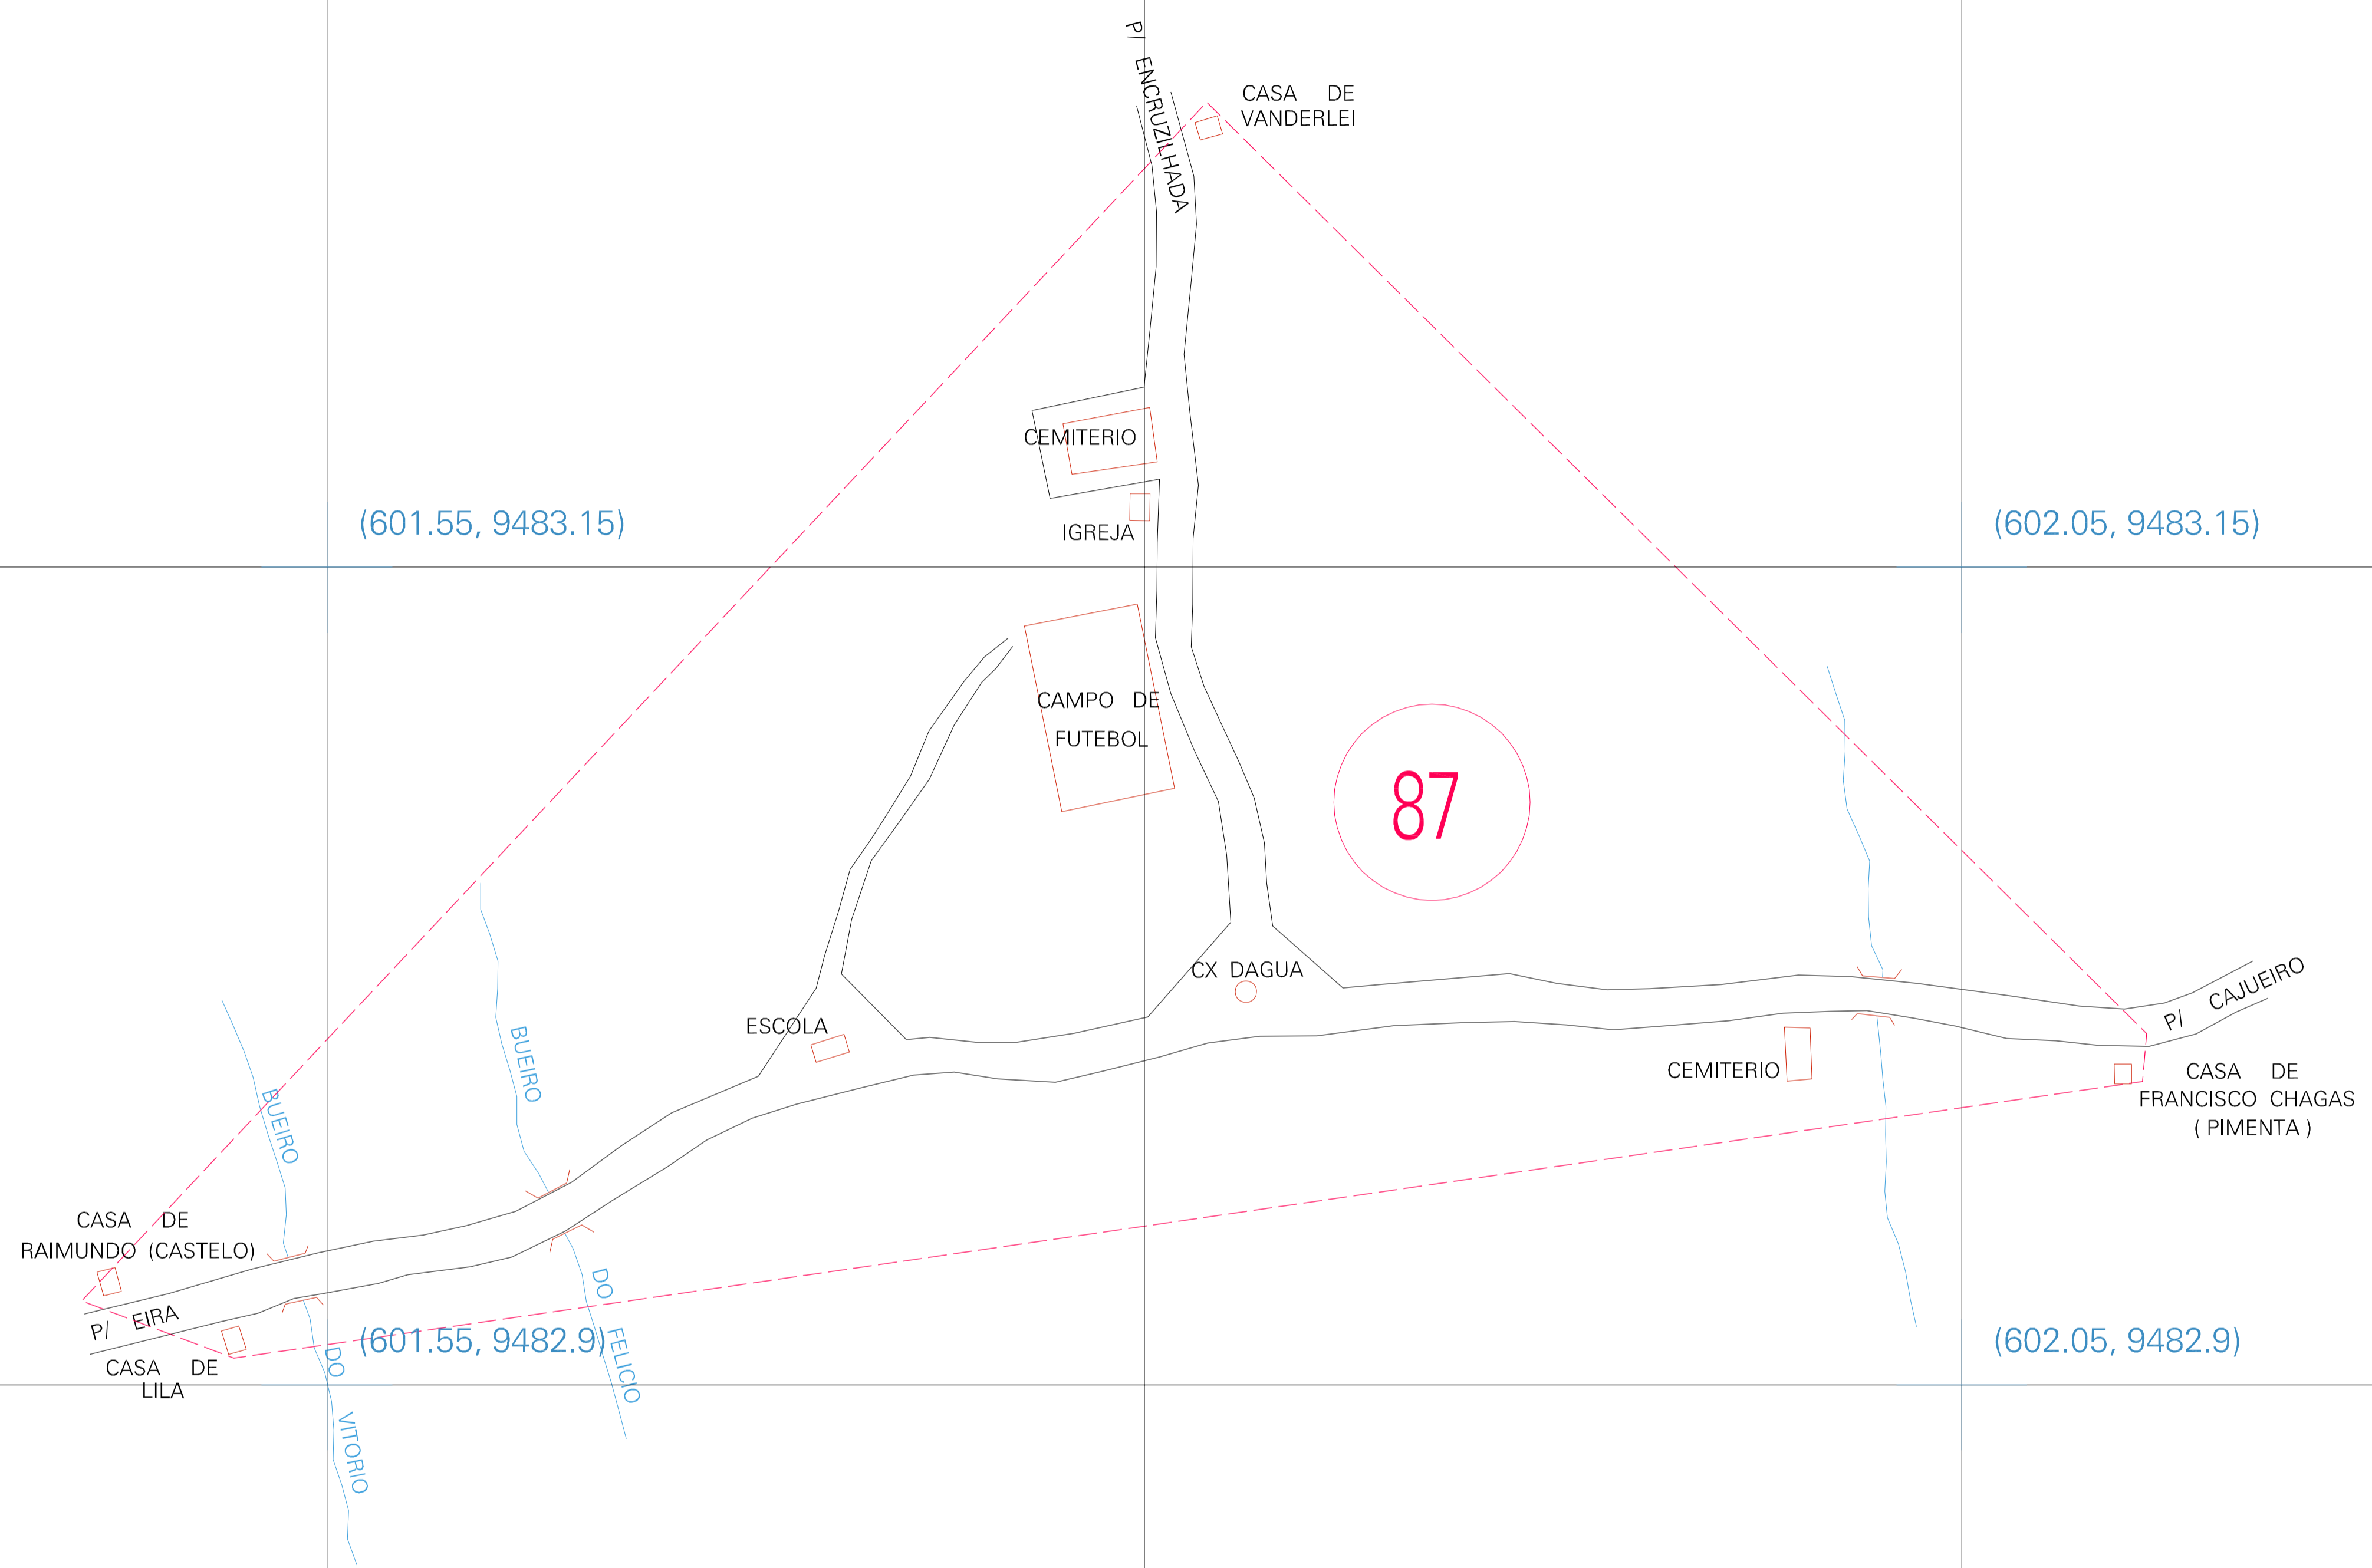 P/ ENCRUZILHADA
CASA DE
VANDERLEI
CEMITERIO
(601.55, 9483.15)
(602.05, 9483.15)
IGREJA
CAMPO DE
FUTEBOL
87
CX DAGUA
P/ CAJUEIRO
ESCOLA
BUEIRO
CEMITERIO
CASA DE
FRANCISCO CHAGAS
( PIMENTA )
BUEIRO
CASA DE
RAIMUNDO (CASTELO)
P/ EIRA
DO FELICIO
(601.55, 9482.9)
(602.05, 9482.9)
CASA DE
LILA
DO VITORIO